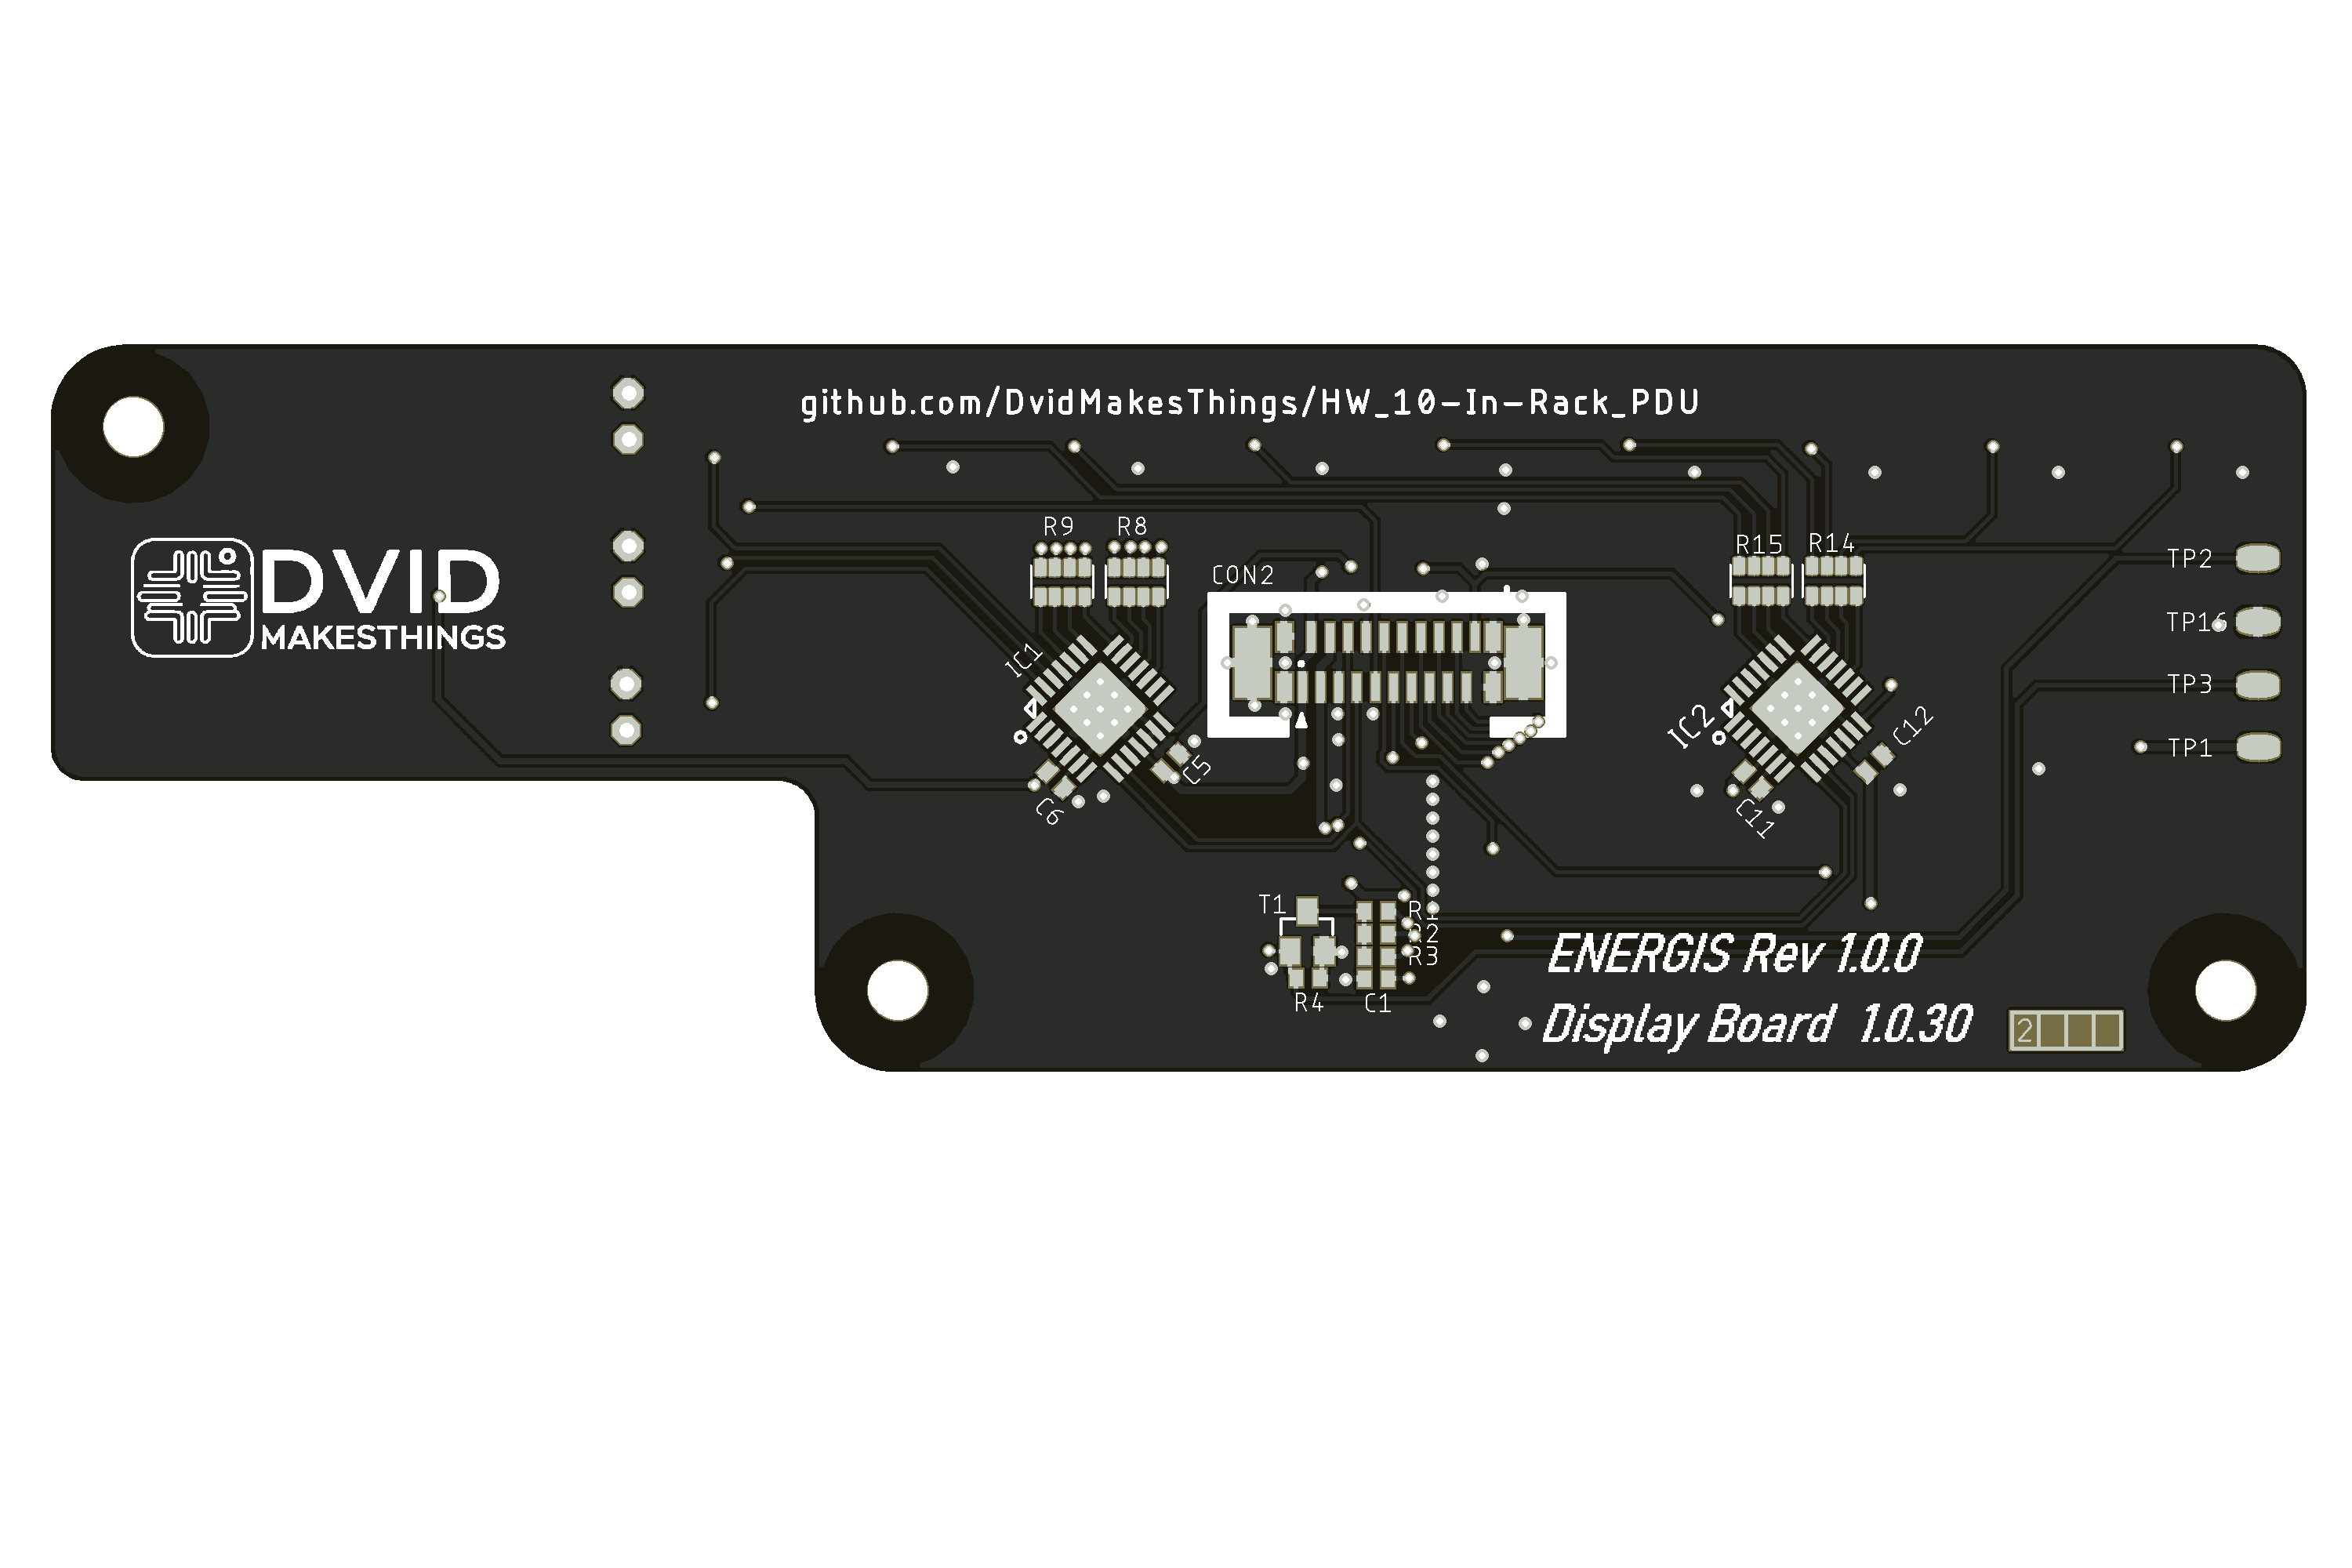 github.com/DvidMakesThings/HW_10-In-Rack_PDU
R9
R8
R15
R14
TP2
CON2
DVID
MAKESTHINGS
TP16
IC1
TP3
IC2
C12
TP1
C5
C6
C11
T1
R1
R2
R3
ENERGIS Rev 1.0.0
R4
C1
Display Board 1.0.30
2